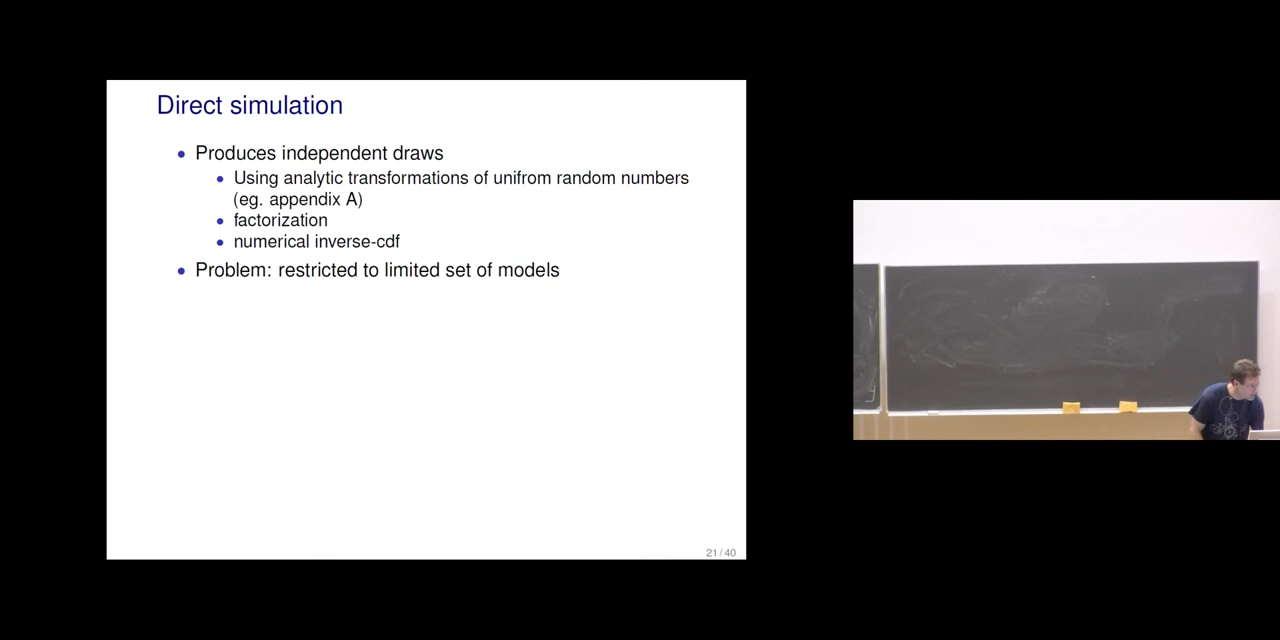 Direct simulation
• Produces independent draws
• Using analytic transformations of unifrom random numbers
(eg. appendix A)
• factorization
• numerical inverse-cdf
• Problem: restricted to limited set of models
21 / 40